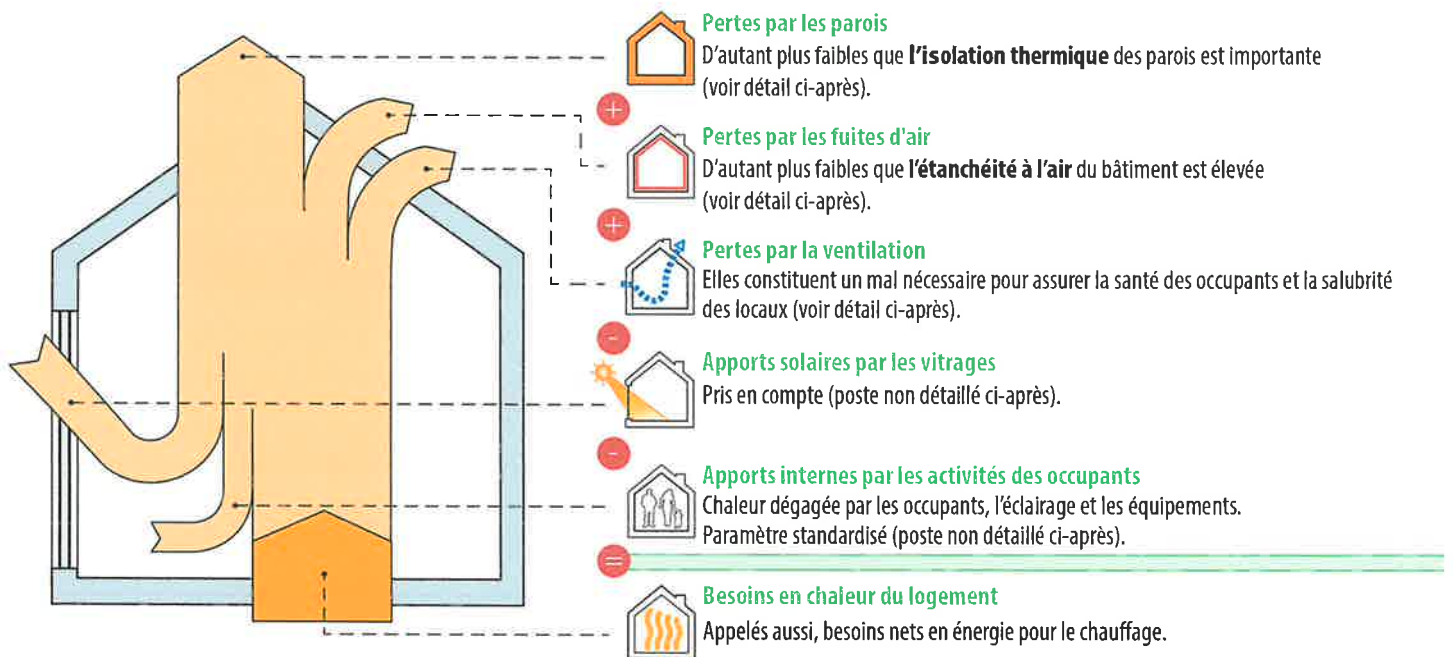 Pertes par les parois
D'autant plus faibles que l'isolation thermique des parois est importante
(voir détail ci-après).
+
Pertes par les fuites d'air
D'autant plus faibles que l'étanchéité à l'air du bâtiment est élevée
(voir détail ci-après).
+
Pertes par la ventilation
Elles constituent un mal nécessaire pour assurer la santé des occupants et la salubrité
des locaux (voir détail ci-après).
-
Apports solaires par les vitrages
Pris en compte (poste non détaillé ci-après).
-
Apports internes par les activités des occupants
Chaleur dégagée par les occupants, l'éclairage et les équipements.
Paramètre standardisé (poste non détaillé ci-après).
=
Besoins en chaleur du logement
Appelés aussi, besoins nets en énergie pour le chauffage.